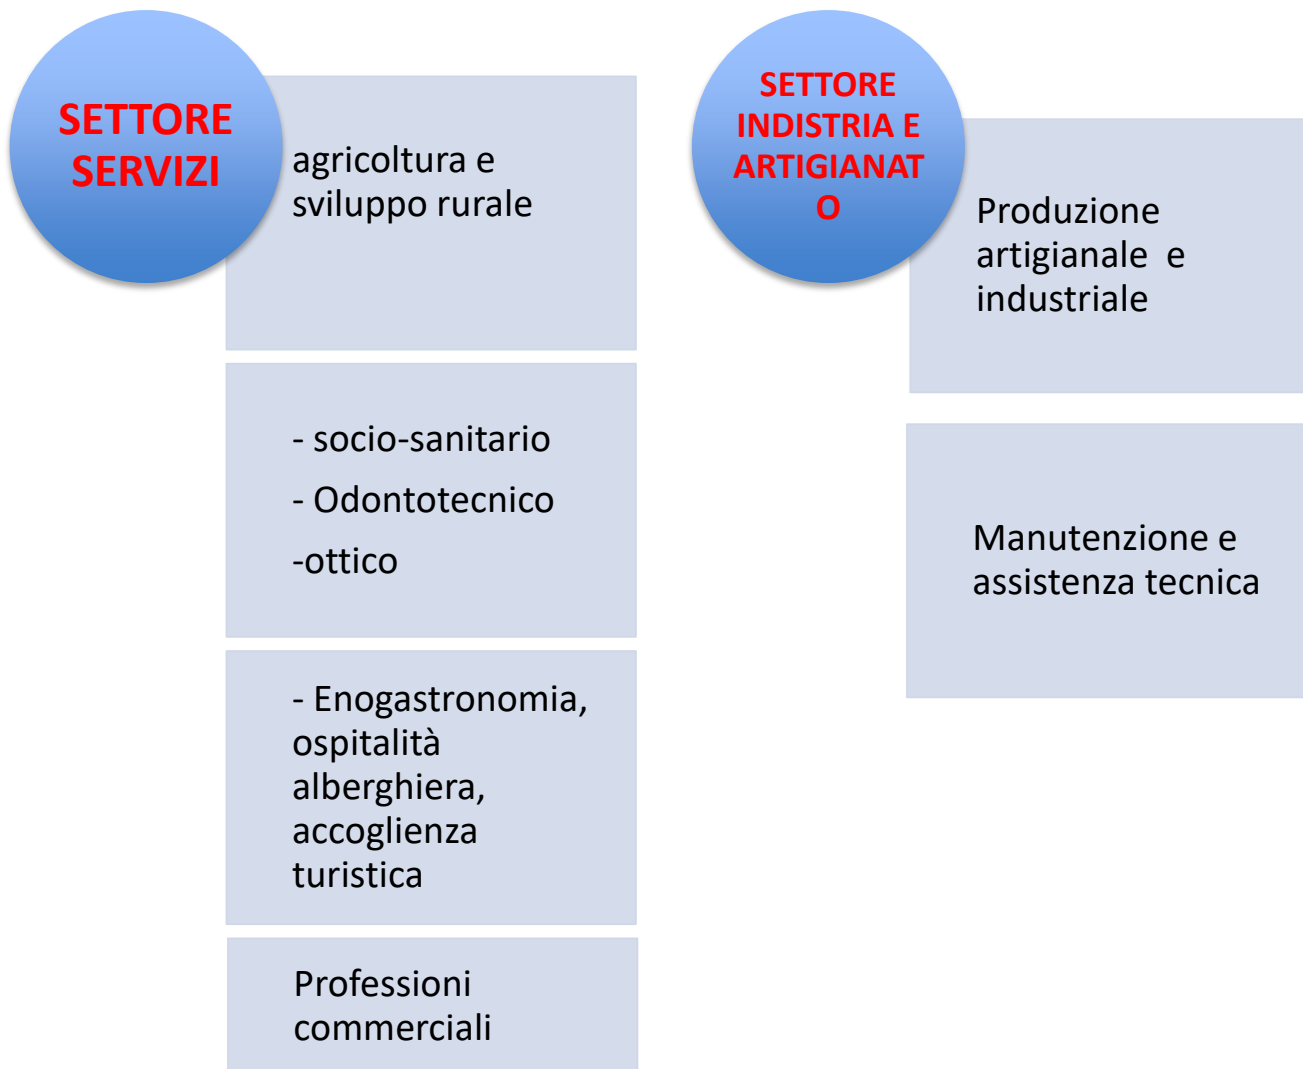 SETTORE
SERVIZI
agricoltura e
sviluppo rurale
- socio-sanitario
- Odontotecnico
-ottico
- Enogastronomia,
ospitalità
alberghiera,
accoglienza
turistica
Professioni
commerciali
SETTORE
INDISTRIA E
ARTIGIANAT
O
Produzione
artigianale  e
industriale
Manutenzione e
assistenza tecnica